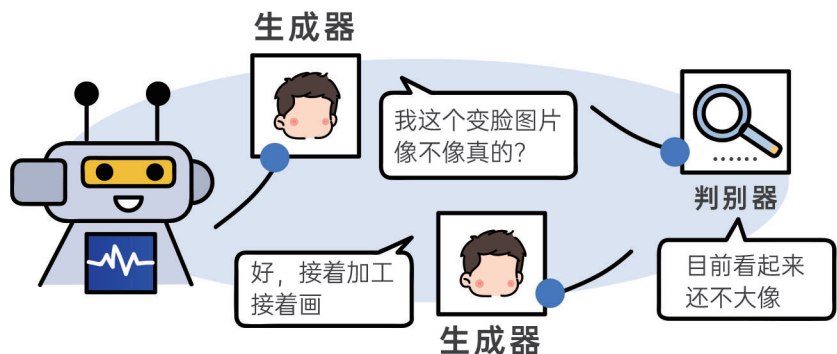 生成器
我这个变脸图片
像不像真的?
判别器
目前看起来
还不大像
好，接着加工
接着画
生成器